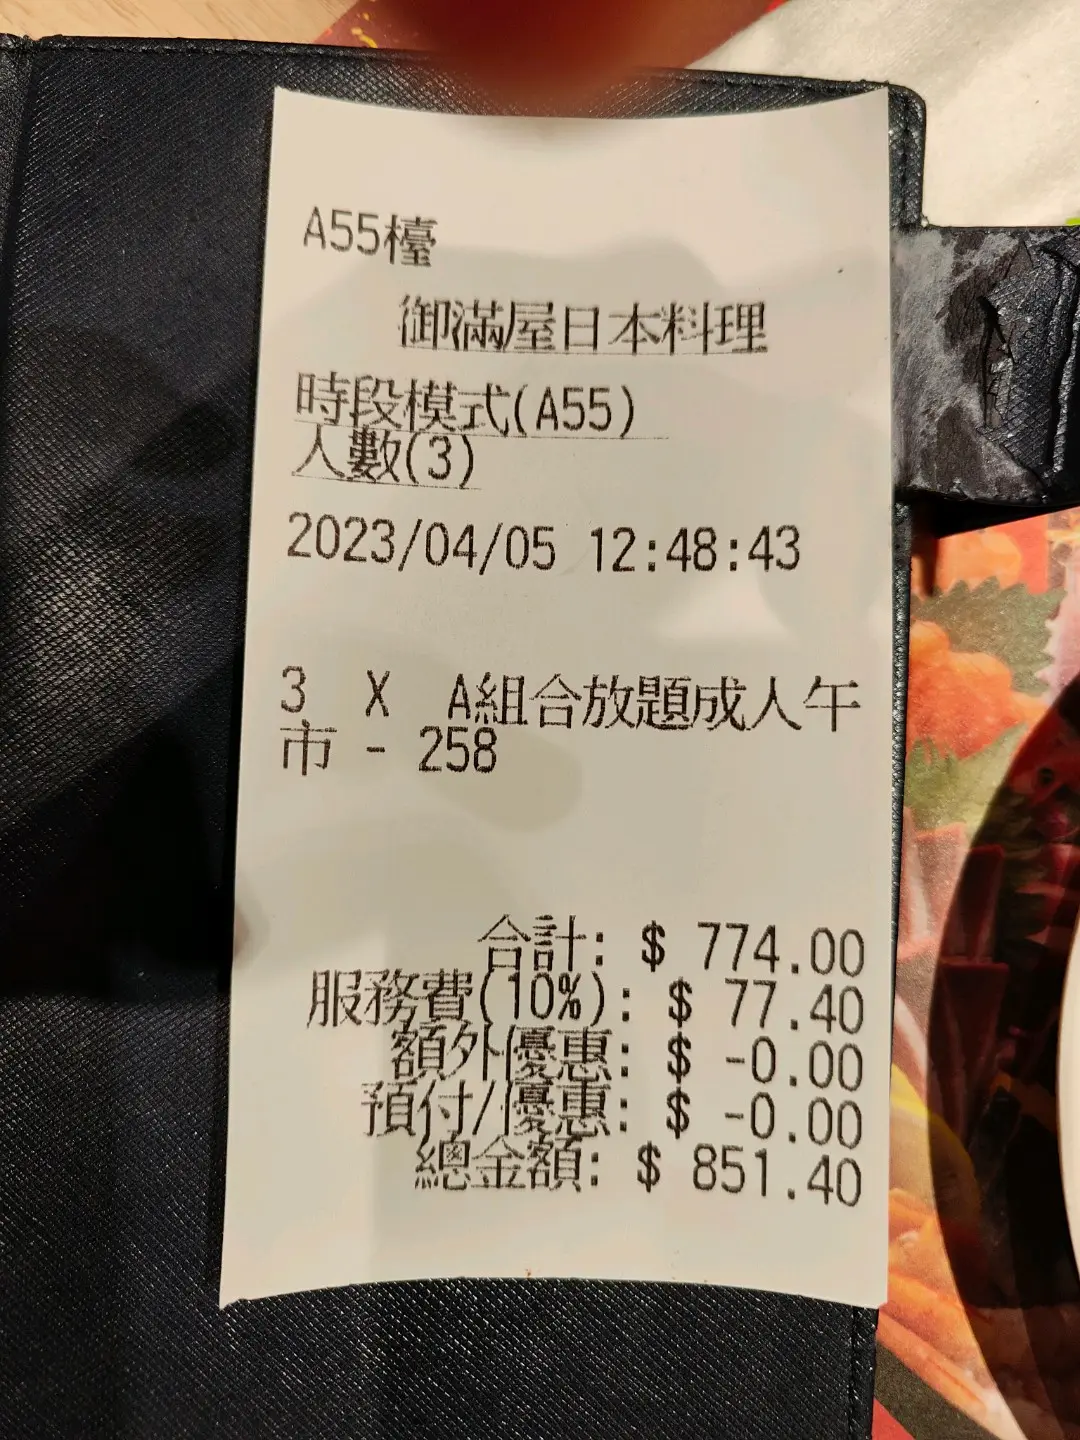 A55檯
御滿屋日本料理
時段模式(A55)
人數(3)
2023/04/05 12:48:43
3 X A組合放題成人午
市 - 258
合計: $ 774.00
服務費(10%): $ 77.40
額外優惠: $ -0.00
預付/優惠: $ -0.00
總金額: $ 851.40